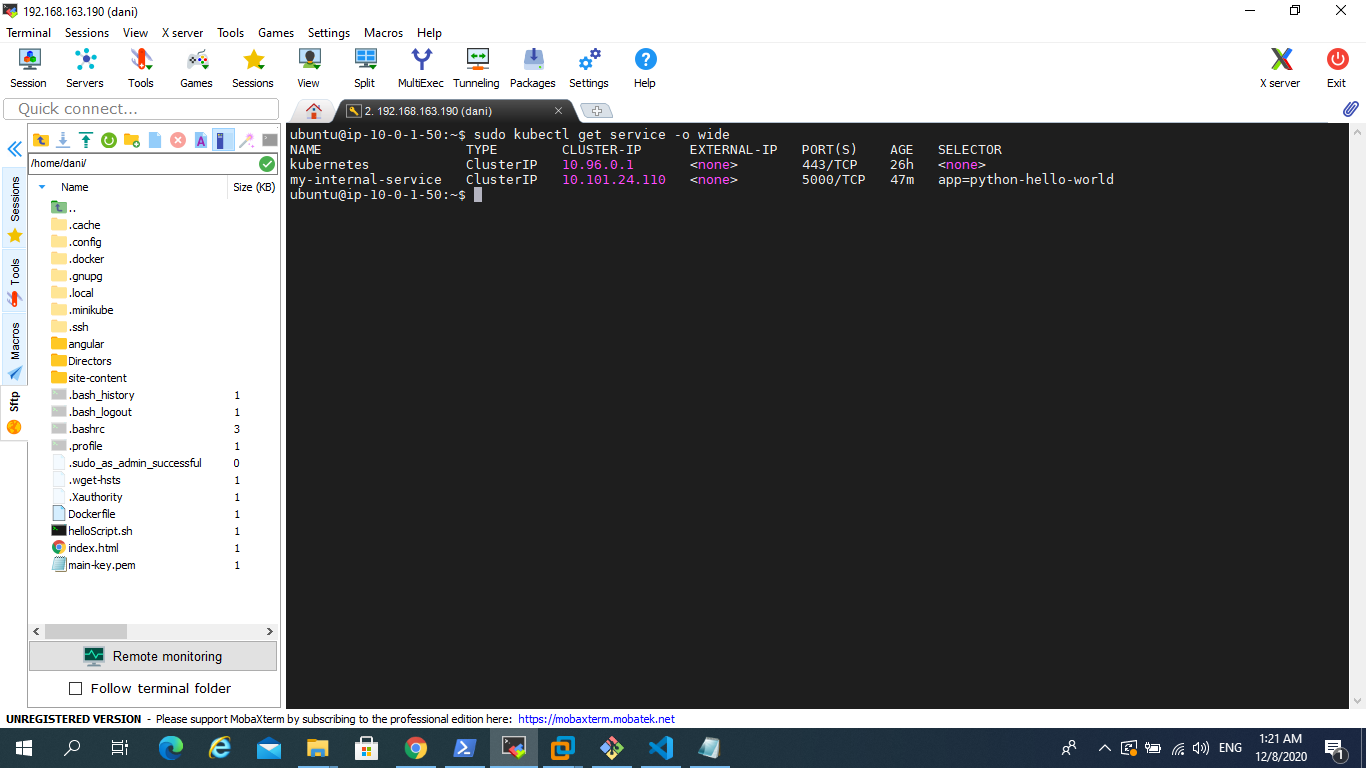 192.168.163.190 (dani)
Terminal Sessions View X server Tools Games Settings Macros Help
Session Servers Tools Games Sessions View Split MultiExec Tunneling Packages Settings Help X server Exit
Quick connect...
2. 192.168.163.190 (dani)
/home/dani/
Name Size (KB)
..
.cache
.config
.docker
.gnupg
.local
.minikube
.ssh
angular
Directors
site-content
.bash_history 1
.bash_logout 1
.bashrc 3
.profile 1
.sudo_as_admin_successful 0
.wget-hsts 1
.Xauthority 1
Dockerfile 1
helloScript.sh 1
index.html 1
main-key.pem 1
Sessions
Tools
Macros
Sftp
Remote monitoring
Follow terminal folder
ubuntu@ip-10-0-1-50:~$ sudo kubectl get service -o wide
NAME TYPE CLUSTER-IP EXTERNAL-IP PORT(S) AGE SELECTOR
kubernetes ClusterIP 10.96.0.1 <none> 443/TCP 26h <none>
my-internal-service ClusterIP 10.101.24.110 <none> 5000/TCP 47m app=python-hello-world
ubuntu@ip-10-0-1-50:~$
UNREGISTERED VERSION - Please support MobaXterm by subscribing to the professional edition here: https://mobaxterm.mobatek.net
ENG
1:21 AM
12/8/2020
1